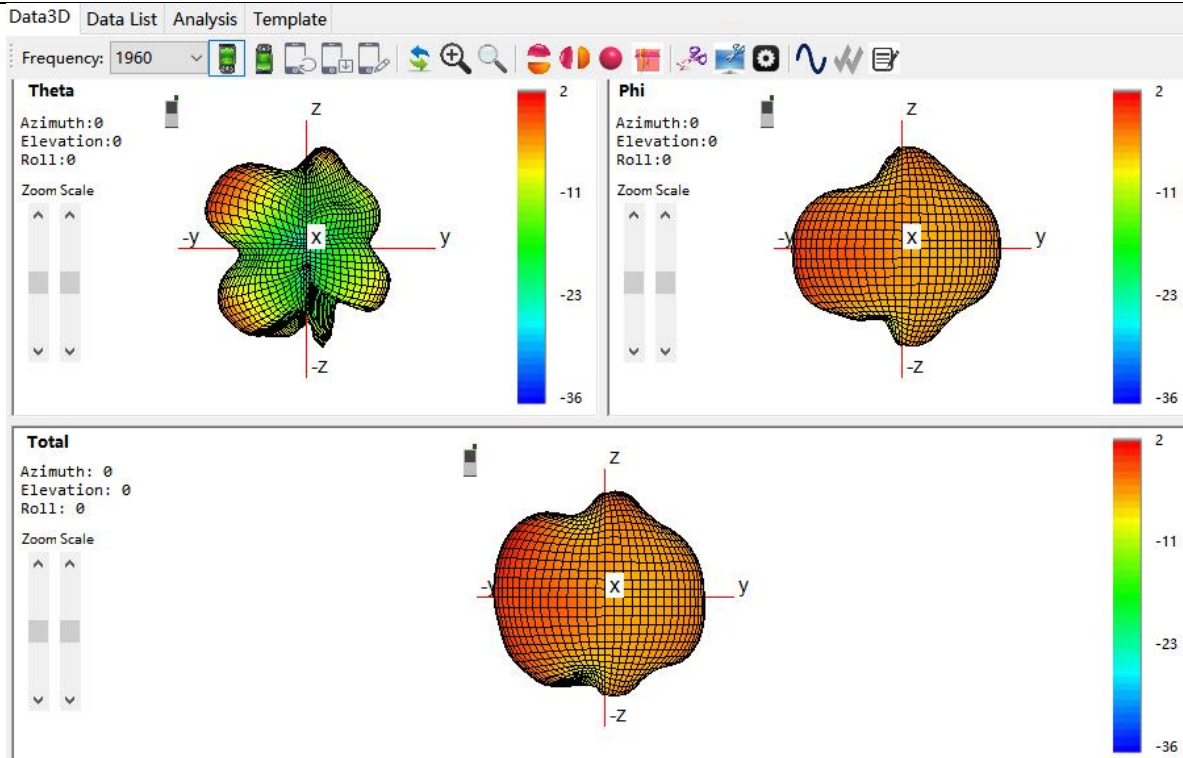 Data3D Data List Analysis Template
Frequency: 1960
Theta
Azimuth:0
Elevation:0
Roll:0
Zoom Scale
z
-y
x
y
-z
2
-11
-23
-36
Phi
Azimuth:0
Elevation:0
Roll:0
Zoom Scale
z
-y
x
y
-z
2
-11
-23
-36
Total
Azimuth: 0
Elevation: 0
Roll: 0
Zoom Scale
z
-y
x
y
-z
2
-11
-23
-36